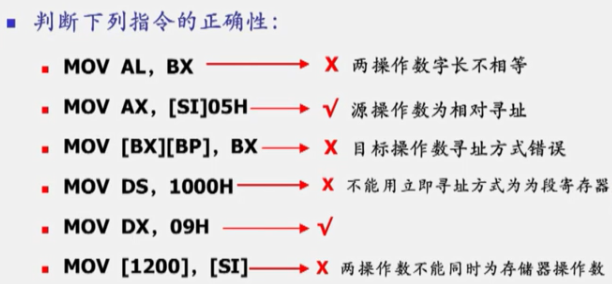 判断下列指令的正确性:
MOV AL, BX X 两操作数字长不相等
MOV AX, [SI]05H √ 源操作数为相对寻址
MOV [BX][BP], BX X 目标操作数寻址方式错误
MOV DS, 1000H X 不能用立即寻址方式为为段寄存器
MOV DX, 09H √
MOV [1200], [SI] X 两操作数不能同时为存储器操作数